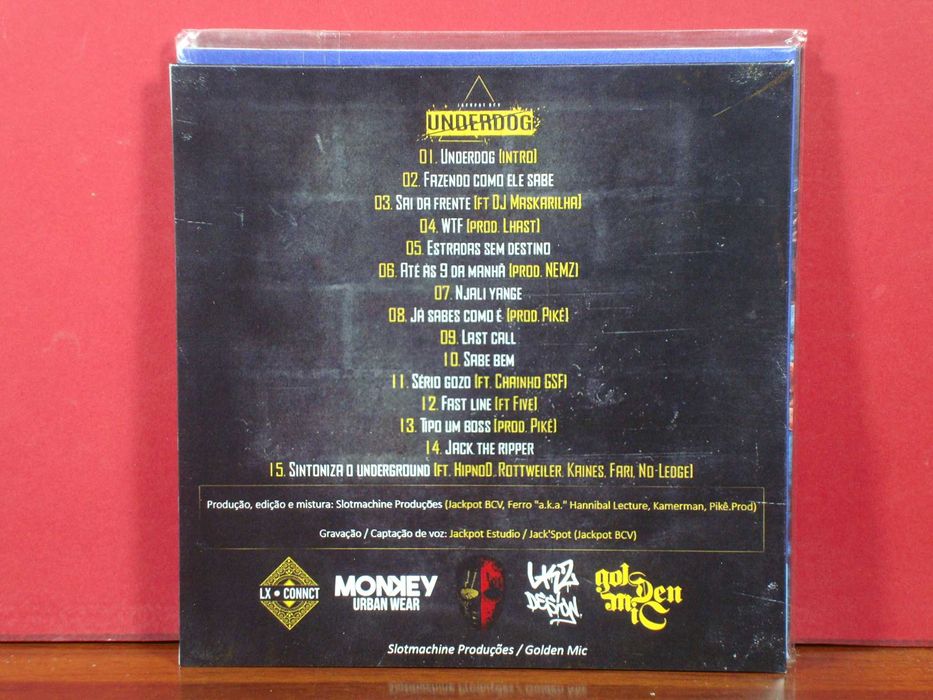 JACKPOT BCV
UNDERDOG
01. UNDERDOG (INTRO)
02. FAZENDO COMO ELE SABE
03. SAI DA FRENTE (FT DJ MASKARILHA)
04. WTF (PROD. LHAST)
05. ESTRADAS SEM DESTINO
06. ATÉ ÀS 9 DA MANHÃ (PROD. NEMZ)
07. NJALI YANGE
08. JÁ SABES COMO É (PROD. PIKÉ)
09. LAST CALL
10. SABE BEM
11. SÉRIO GOZO (FT. CHAINHO GSF)
12. FAST LINE (FT FIVE)
13. TIPO UM BOSS (PROD. PIKÉ)
14. JACK THE RIPPER
15. SINTONIZA O UNDERGROUND (FT. HIPNOD, ROTTWEILER, KAINES, FARI, NO-LEDGE)
Produção, edição e mistura: Slotmachine Produções (Jackpot BCV, Ferro "a.k.a." Hannibal Lecture, Kamerman, Pikê.Prod)
Gravação / Captação de voz: Jackpot Estudio / Jack'Spot (Jackpot BCV)
LX • CONNCT
MONKEY
URBAN WEAR
LKZ
DESIGN
golden
mic
Slotmachine Produções / Golden Mic